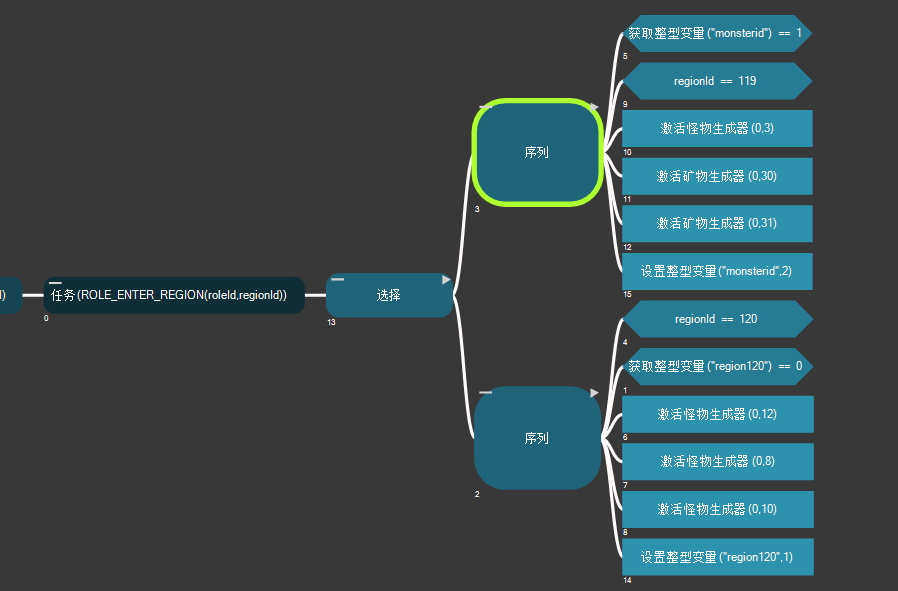 l)
任务(ROLE_ENTER_REGION(roleId,regionId))
0
选择
13
序列
3
获取整型变量("monsterid") == 1
5
regionId == 119
9
激活怪物生成器(0,3)
10
激活矿物生成器(0,30)
11
激活矿物生成器(0,31)
12
设置整型变量("monsterid",2)
15
序列
2
regionId == 120
4
获取整型变量("region120") == 0
1
激活怪物生成器(0,12)
6
激活怪物生成器(0,8)
7
激活怪物生成器(0,10)
8
设置整型变量("region120",1)
14